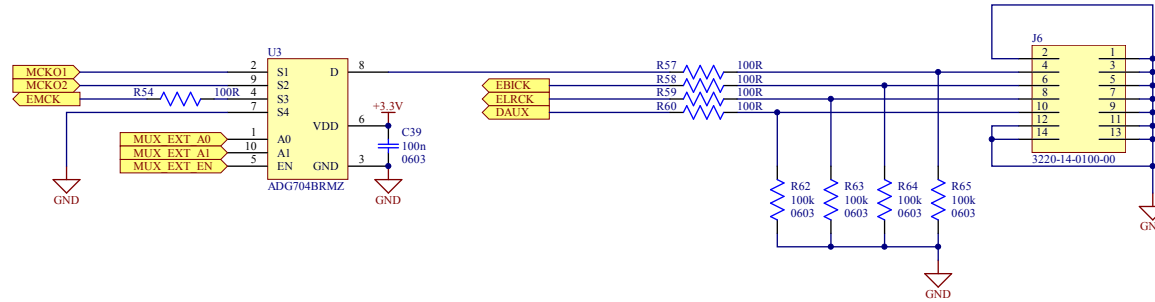 U3
MCKO1
MCKO2
EMCK
R54
100R
2
9
4
7
S1
S2
S3
S4
D
8
MUX_EXT_A0
MUX_EXT_A1
MUX_EXT_EN
1
10
5
A0
A1
EN
VDD
6
GND
3
ADG704BRMZ
+3.3V
C39
100n
0603
GND
GND
EBICK
ELRCK
DAUX
R57
R58
R59
R60
100R
100R
100R
100R
R62
100k
0603
R63
100k
0603
R64
100k
0603
R65
100k
0603
GND
J6
2
4
6
8
10
12
14
1
3
5
7
9
11
13
3220-14-0100-00